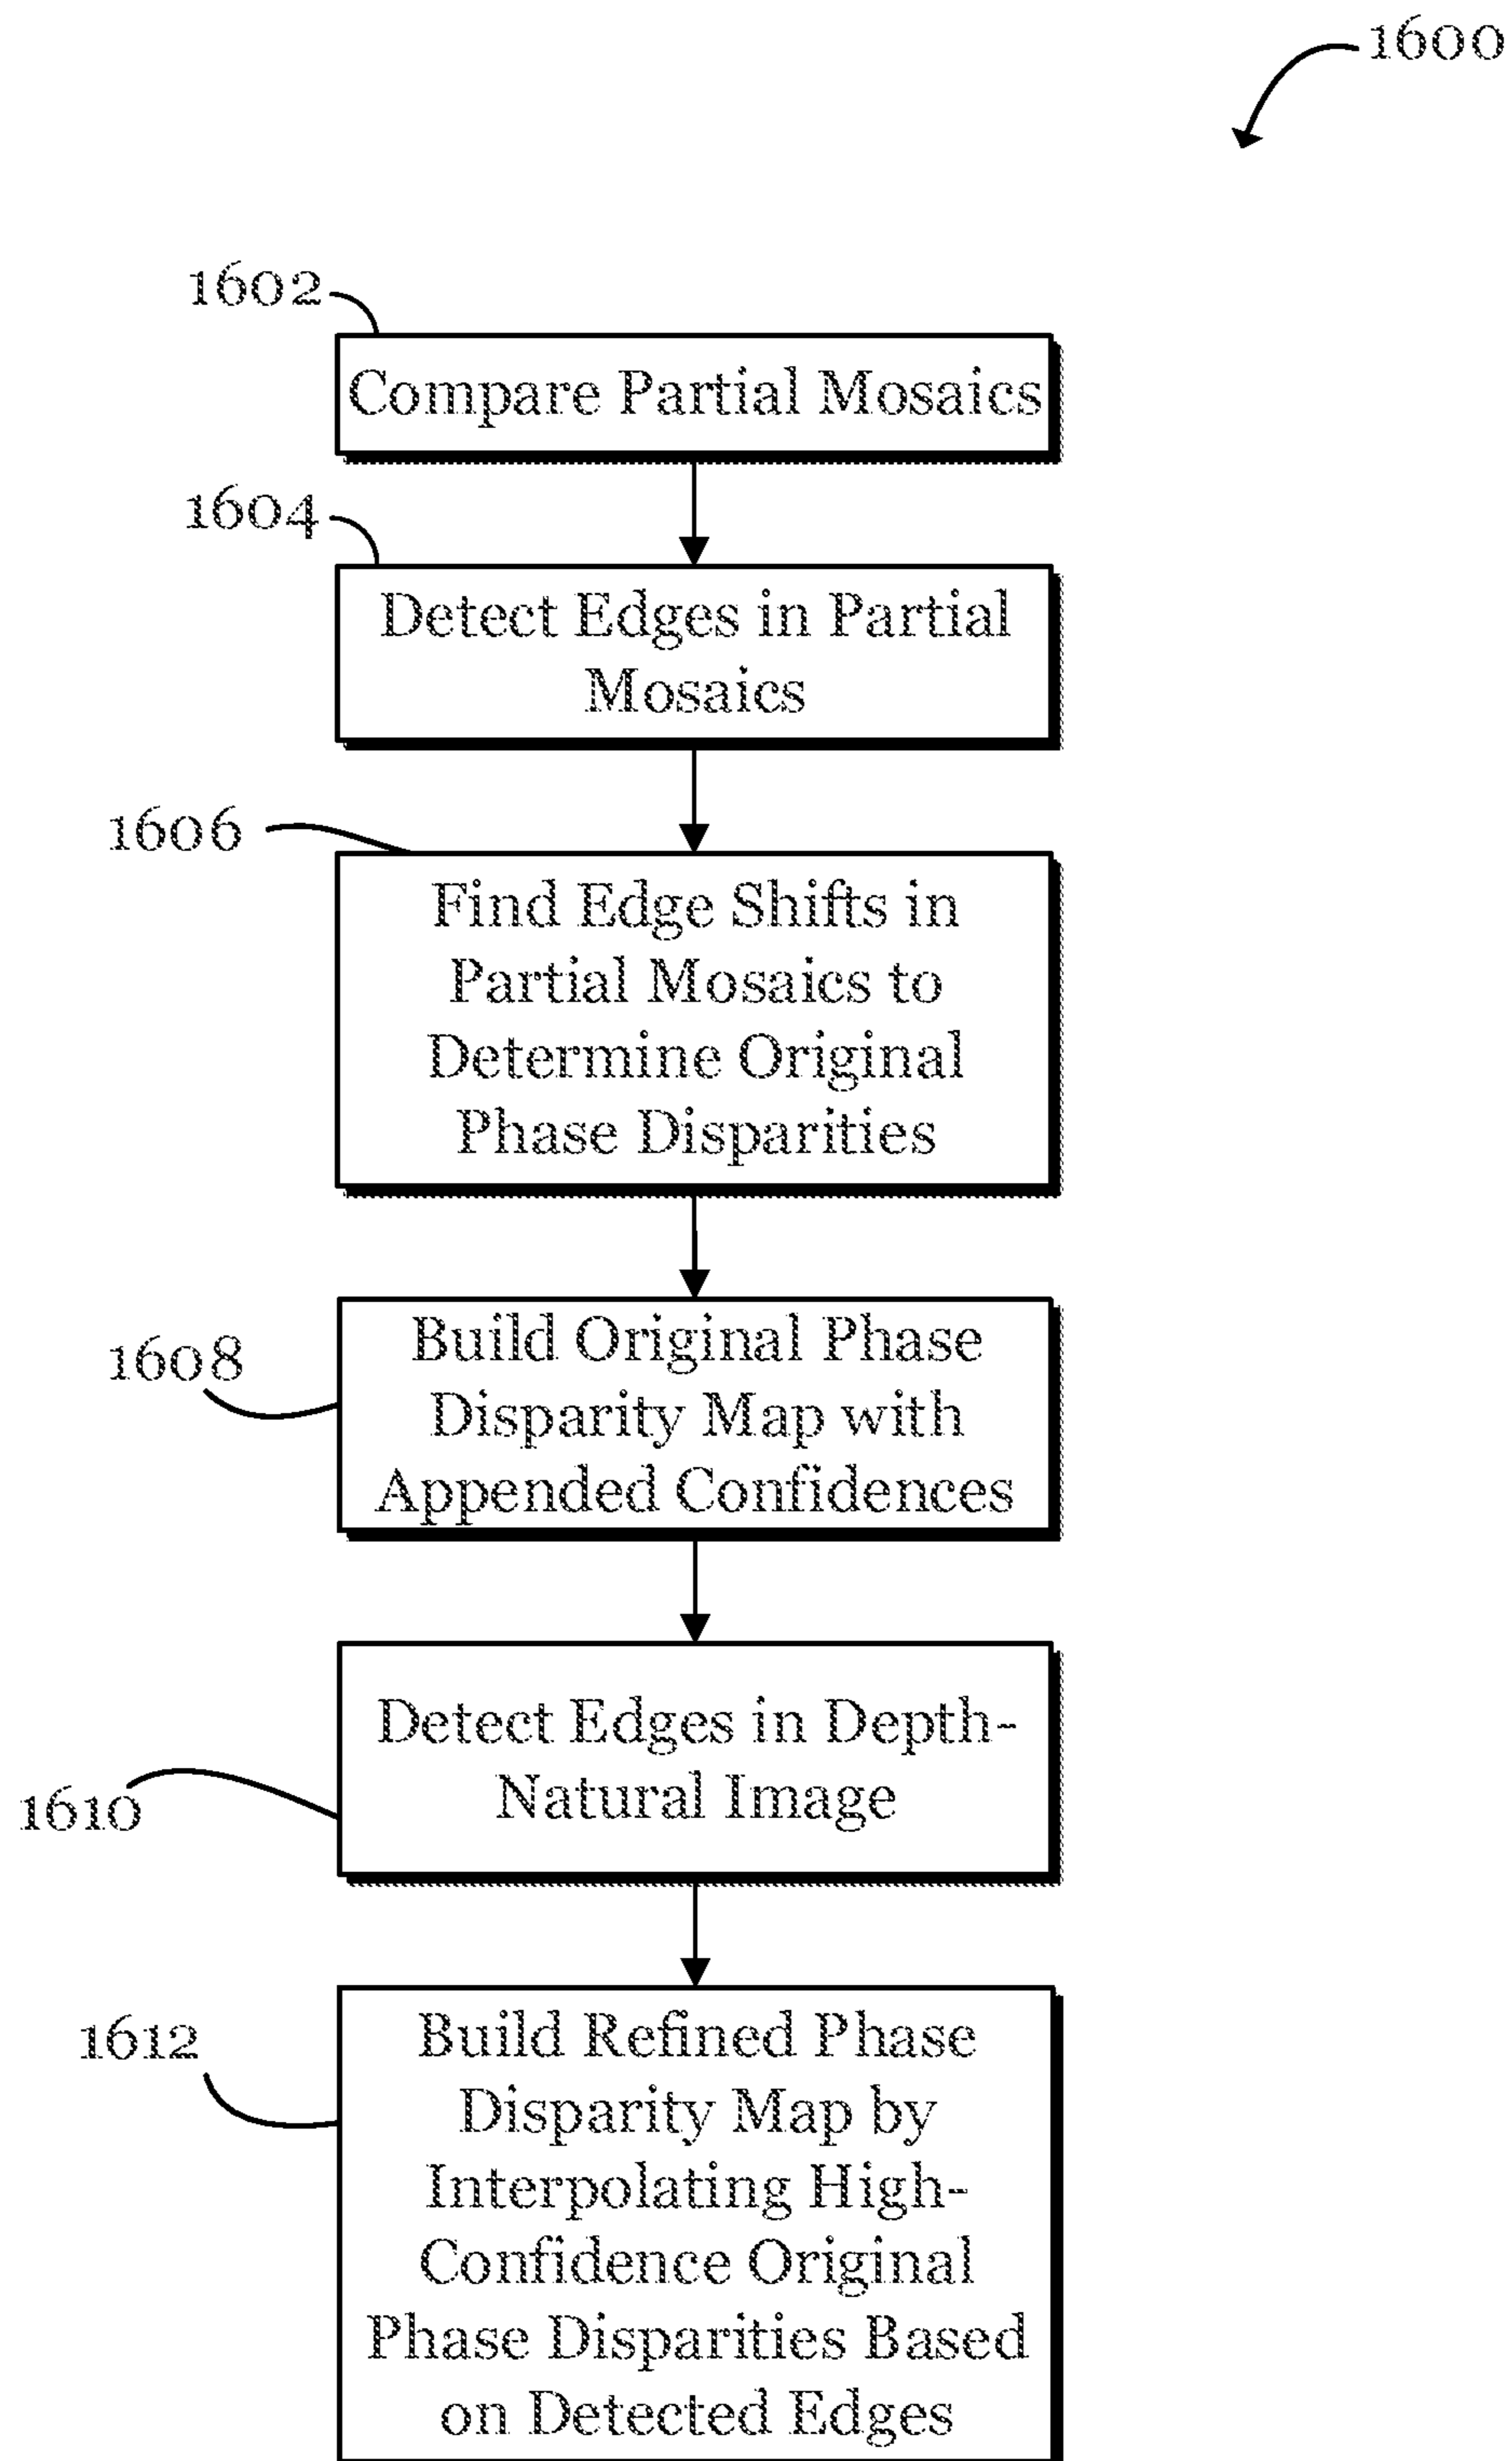 1600
1602
Compare Partial Mosaics
1604
Detect Edges in Partial
Mosaics
1606
Find Edge Shifts in
Partial Mosaics to
Determine Original
Phase Disparities
1608
Build Original Phase
Disparity Map with
Appended Confidences
1610
Detect Edges in Depth-
Natural Image
1612
Build Refined Phase
Disparity Map by
Interpolating High-
Confidence Original
Phase Disparities Based
on Detected Edges